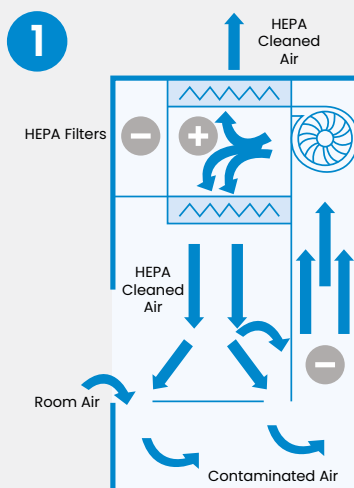 1
HEPA
Cleaned
Air
HEPA Filters
−
+
HEPA
Cleaned
Air
−
Room Air
Contaminated Air